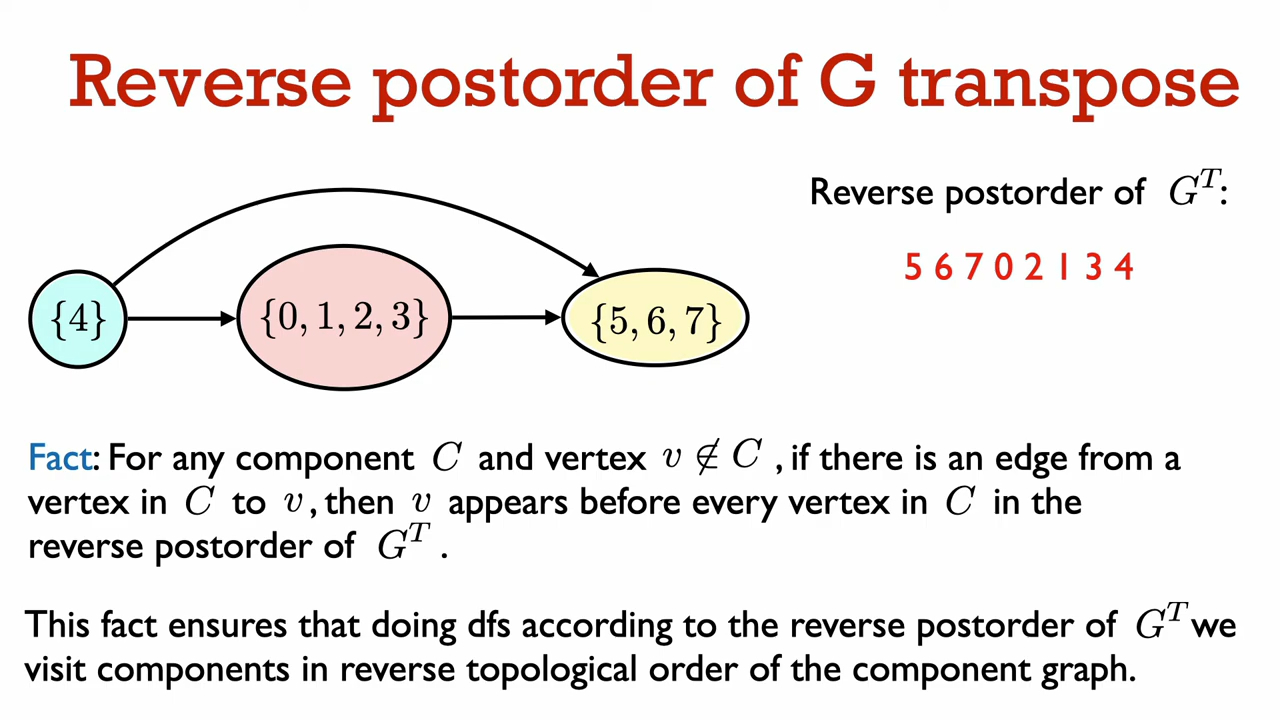 Reverse postorder of G transpose
Reverse postorder of G^T:
5 6 7 0 2 1 3 4
{4}
{0, 1, 2, 3}
{5, 6, 7}
Fact: For any component C and vertex v ∉ C, if there is an edge from a
vertex in C to v, then v appears before every vertex in C in the
reverse postorder of G^T.
This fact ensures that doing dfs according to the reverse postorder of G^T we
visit components in reverse topological order of the component graph.